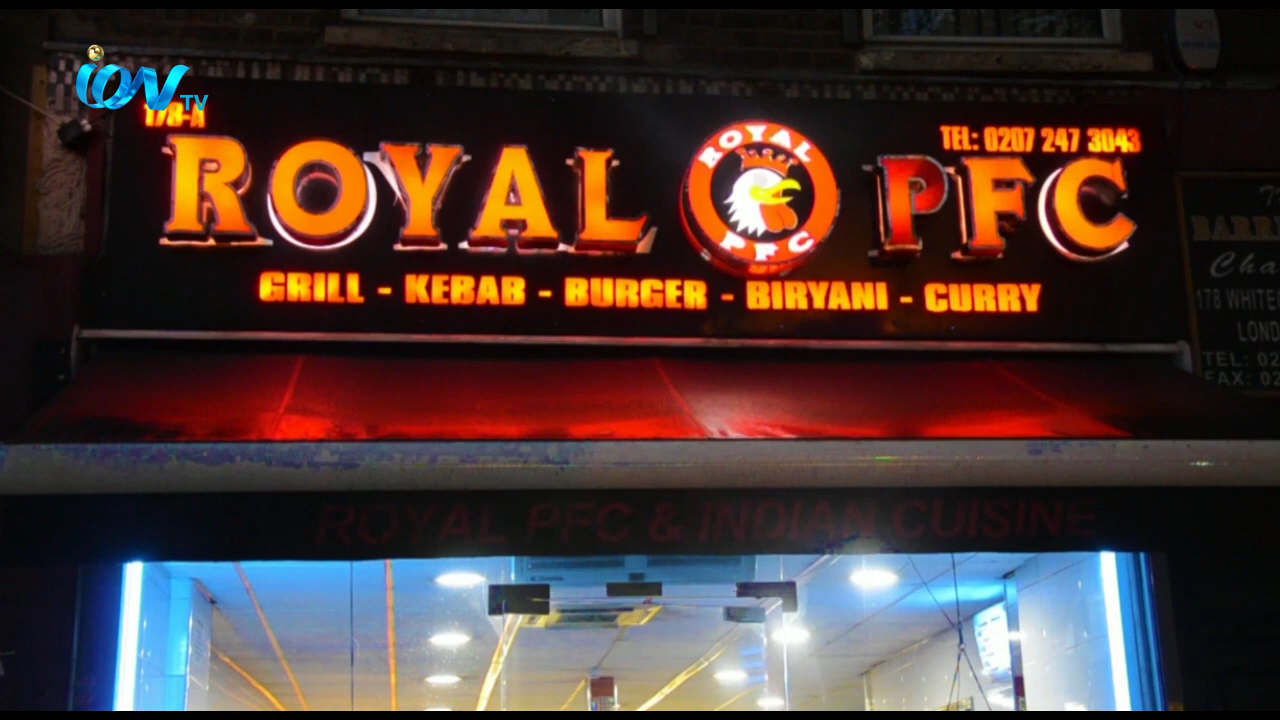 iON TV
178-A
TEL: 0207 247 3043
ROYAL PFC
ROYAL
PFC
GRILL - KEBAB - BURGER - BIRYANI - CURRY
178 WHITE
TEL: 02
FAX: 02
ROYAL PFC & INDIAN CUISINE